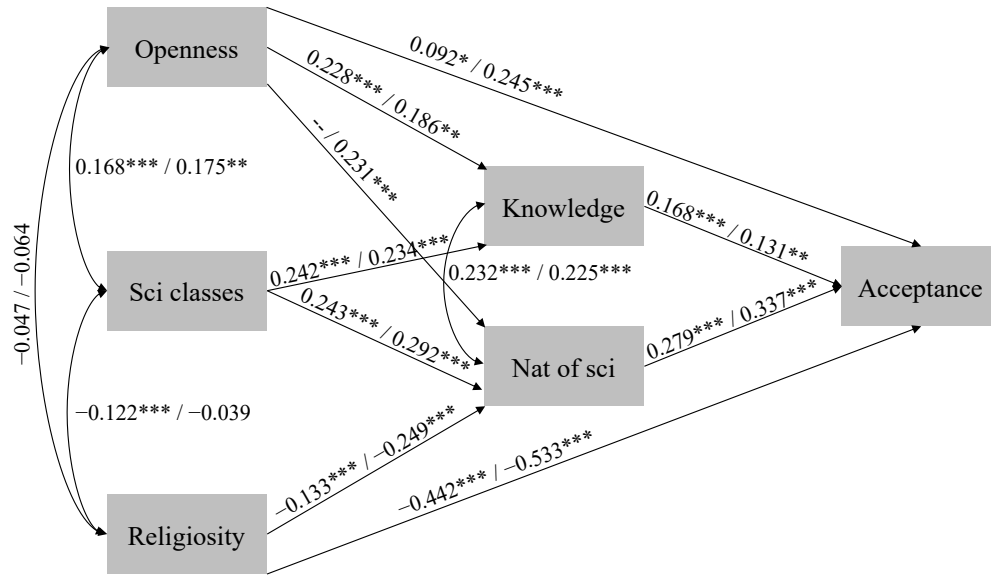 Openness
0.092* / 0.245***
0.228*** / 0.186**
-- / 0.231***
0.168*** / 0.175**
Knowledge
0.168*** / 0.131**
−0.047 / −0.064
0.242*** / 0.234***
0.232*** / 0.225***
Sci classes
Acceptance
0.243*** / 0.292***
0.279*** / 0.337***
Nat of sci
−0.122*** / −0.039
−0.133*** / −0.249***
−0.442*** / −0.533***
Religiosity